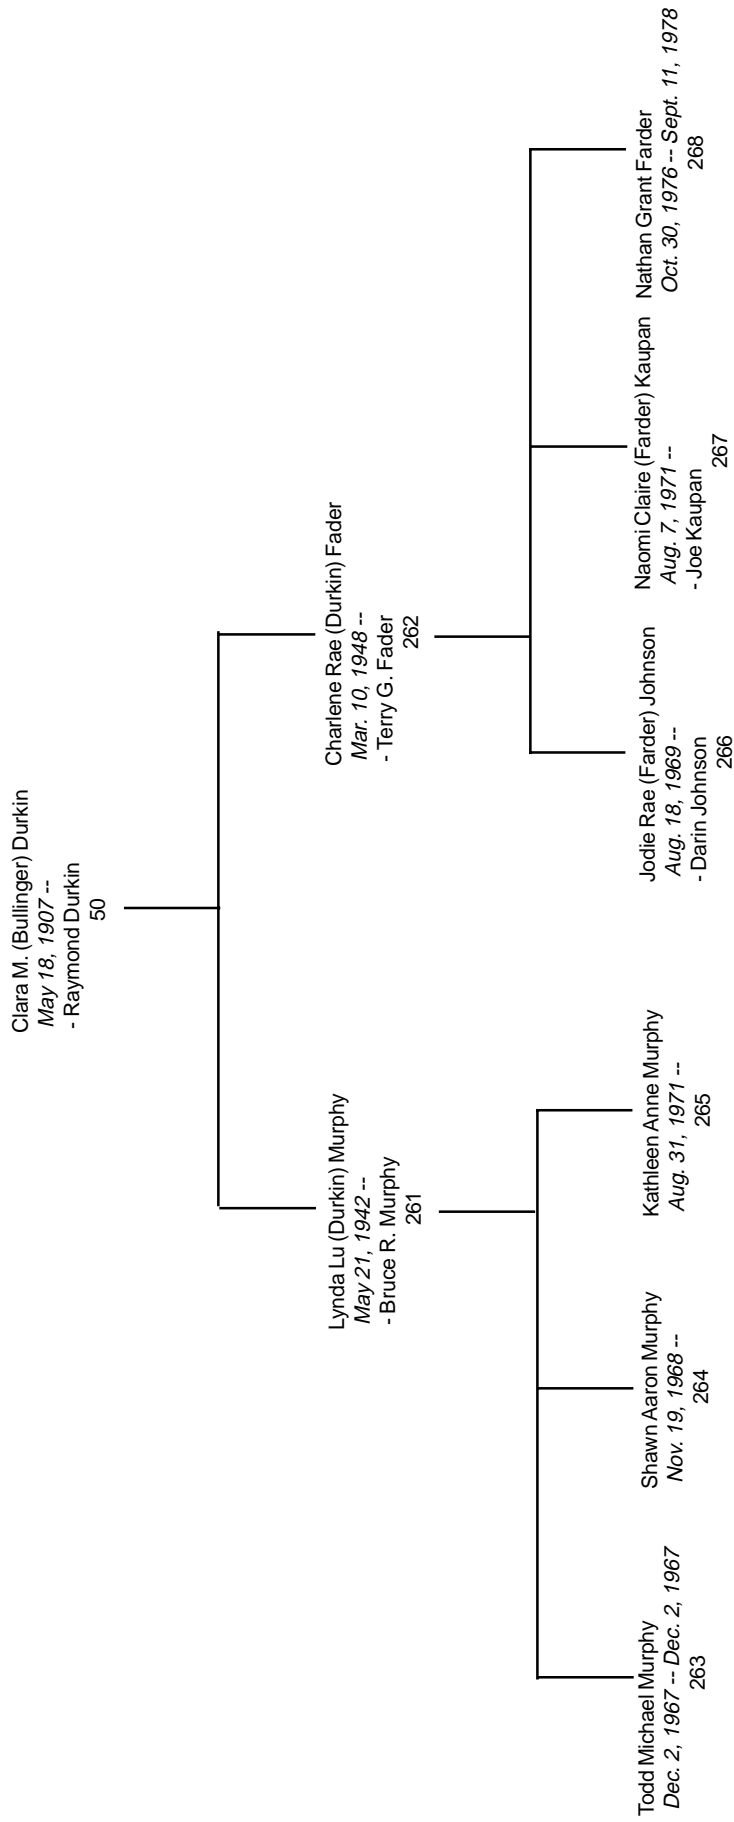 Clara M. (Bullinger) Durkin
May 18, 1907 --
- Raymond Durkin
50
Lynda Lu (Durkin) Murphy
May 21, 1942 --
- Bruce R. Murphy
261
Charlene Rae (Durkin) Fader
Mar. 10, 1948 --
- Terry G. Fader
262
Todd Michael Murphy
Dec. 2, 1967 -- Dec. 2, 1967
263
Shawn Aaron Murphy
Nov. 19, 1968 --
264
Kathleen Anne Murphy
Aug. 31, 1971 --
265
Jodie Rae (Farder) Johnson
Aug. 18, 1969 --
- Darin Johnson
266
Naomi Claire (Farder) Kaupan
Aug. 7, 1971 --
- Joe Kaupan
267
Nathan Grant Farder
Oct. 30, 1976 -- Sept. 11, 1978
268